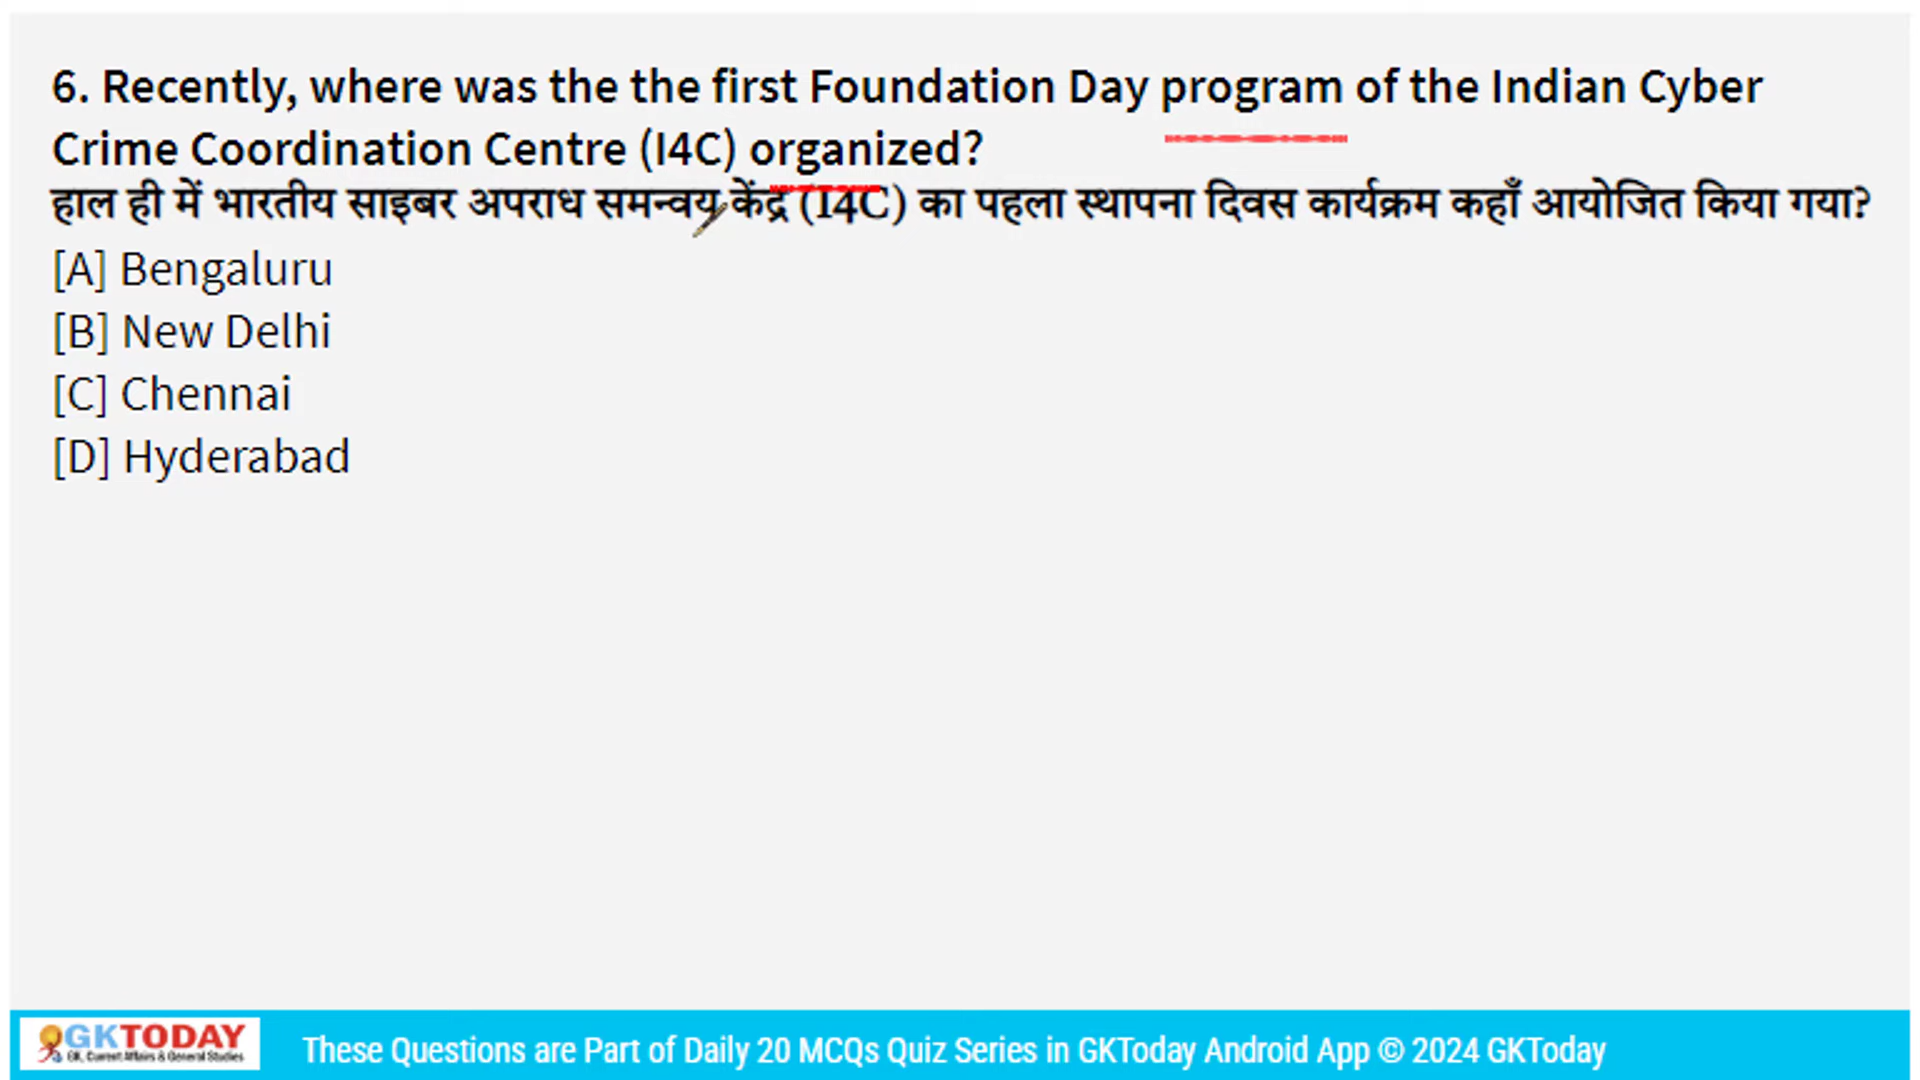 6. Recently, where was the the first Foundation Day program of the Indian Cyber
Crime Coordination Centre (I4C) organized?
हाल ही में भारतीय साइबर अपराध समन्वय केंद्र (I4C) का पहला स्थापना दिवस कार्यक्रम कहाँ आयोजित किया गया?
[A] Bengaluru
[B] New Delhi
[C] Chennai
[D] Hyderabad
GKTODAY
GK, Current Affairs & General Studies
These Questions are Part of Daily 20 MCQs Quiz Series in GKToday Android App © 2024 GKToday